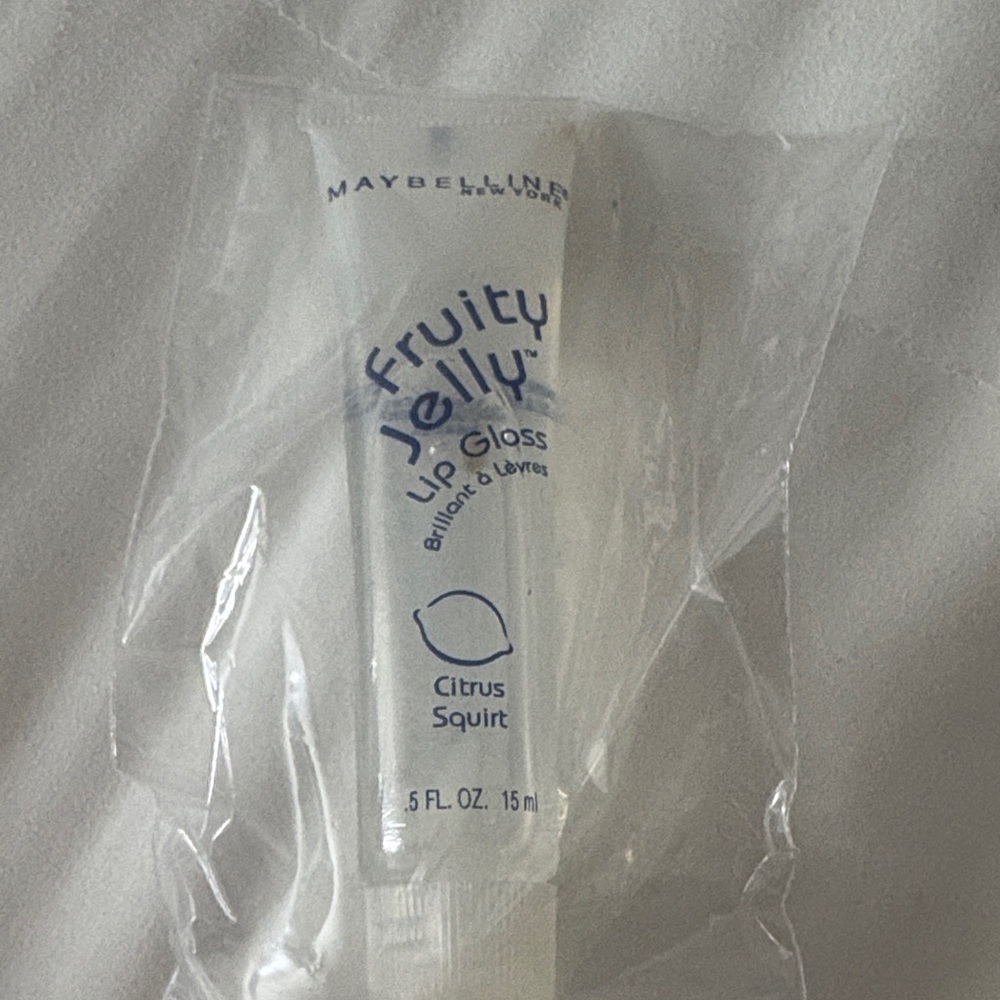 MAYBELLINE®
NEW YORK
Fruity
Jelly™
Lip Gloss
Brillant à Lèvres
Citrus
Squirt
.5 FL. OZ. 15 ml